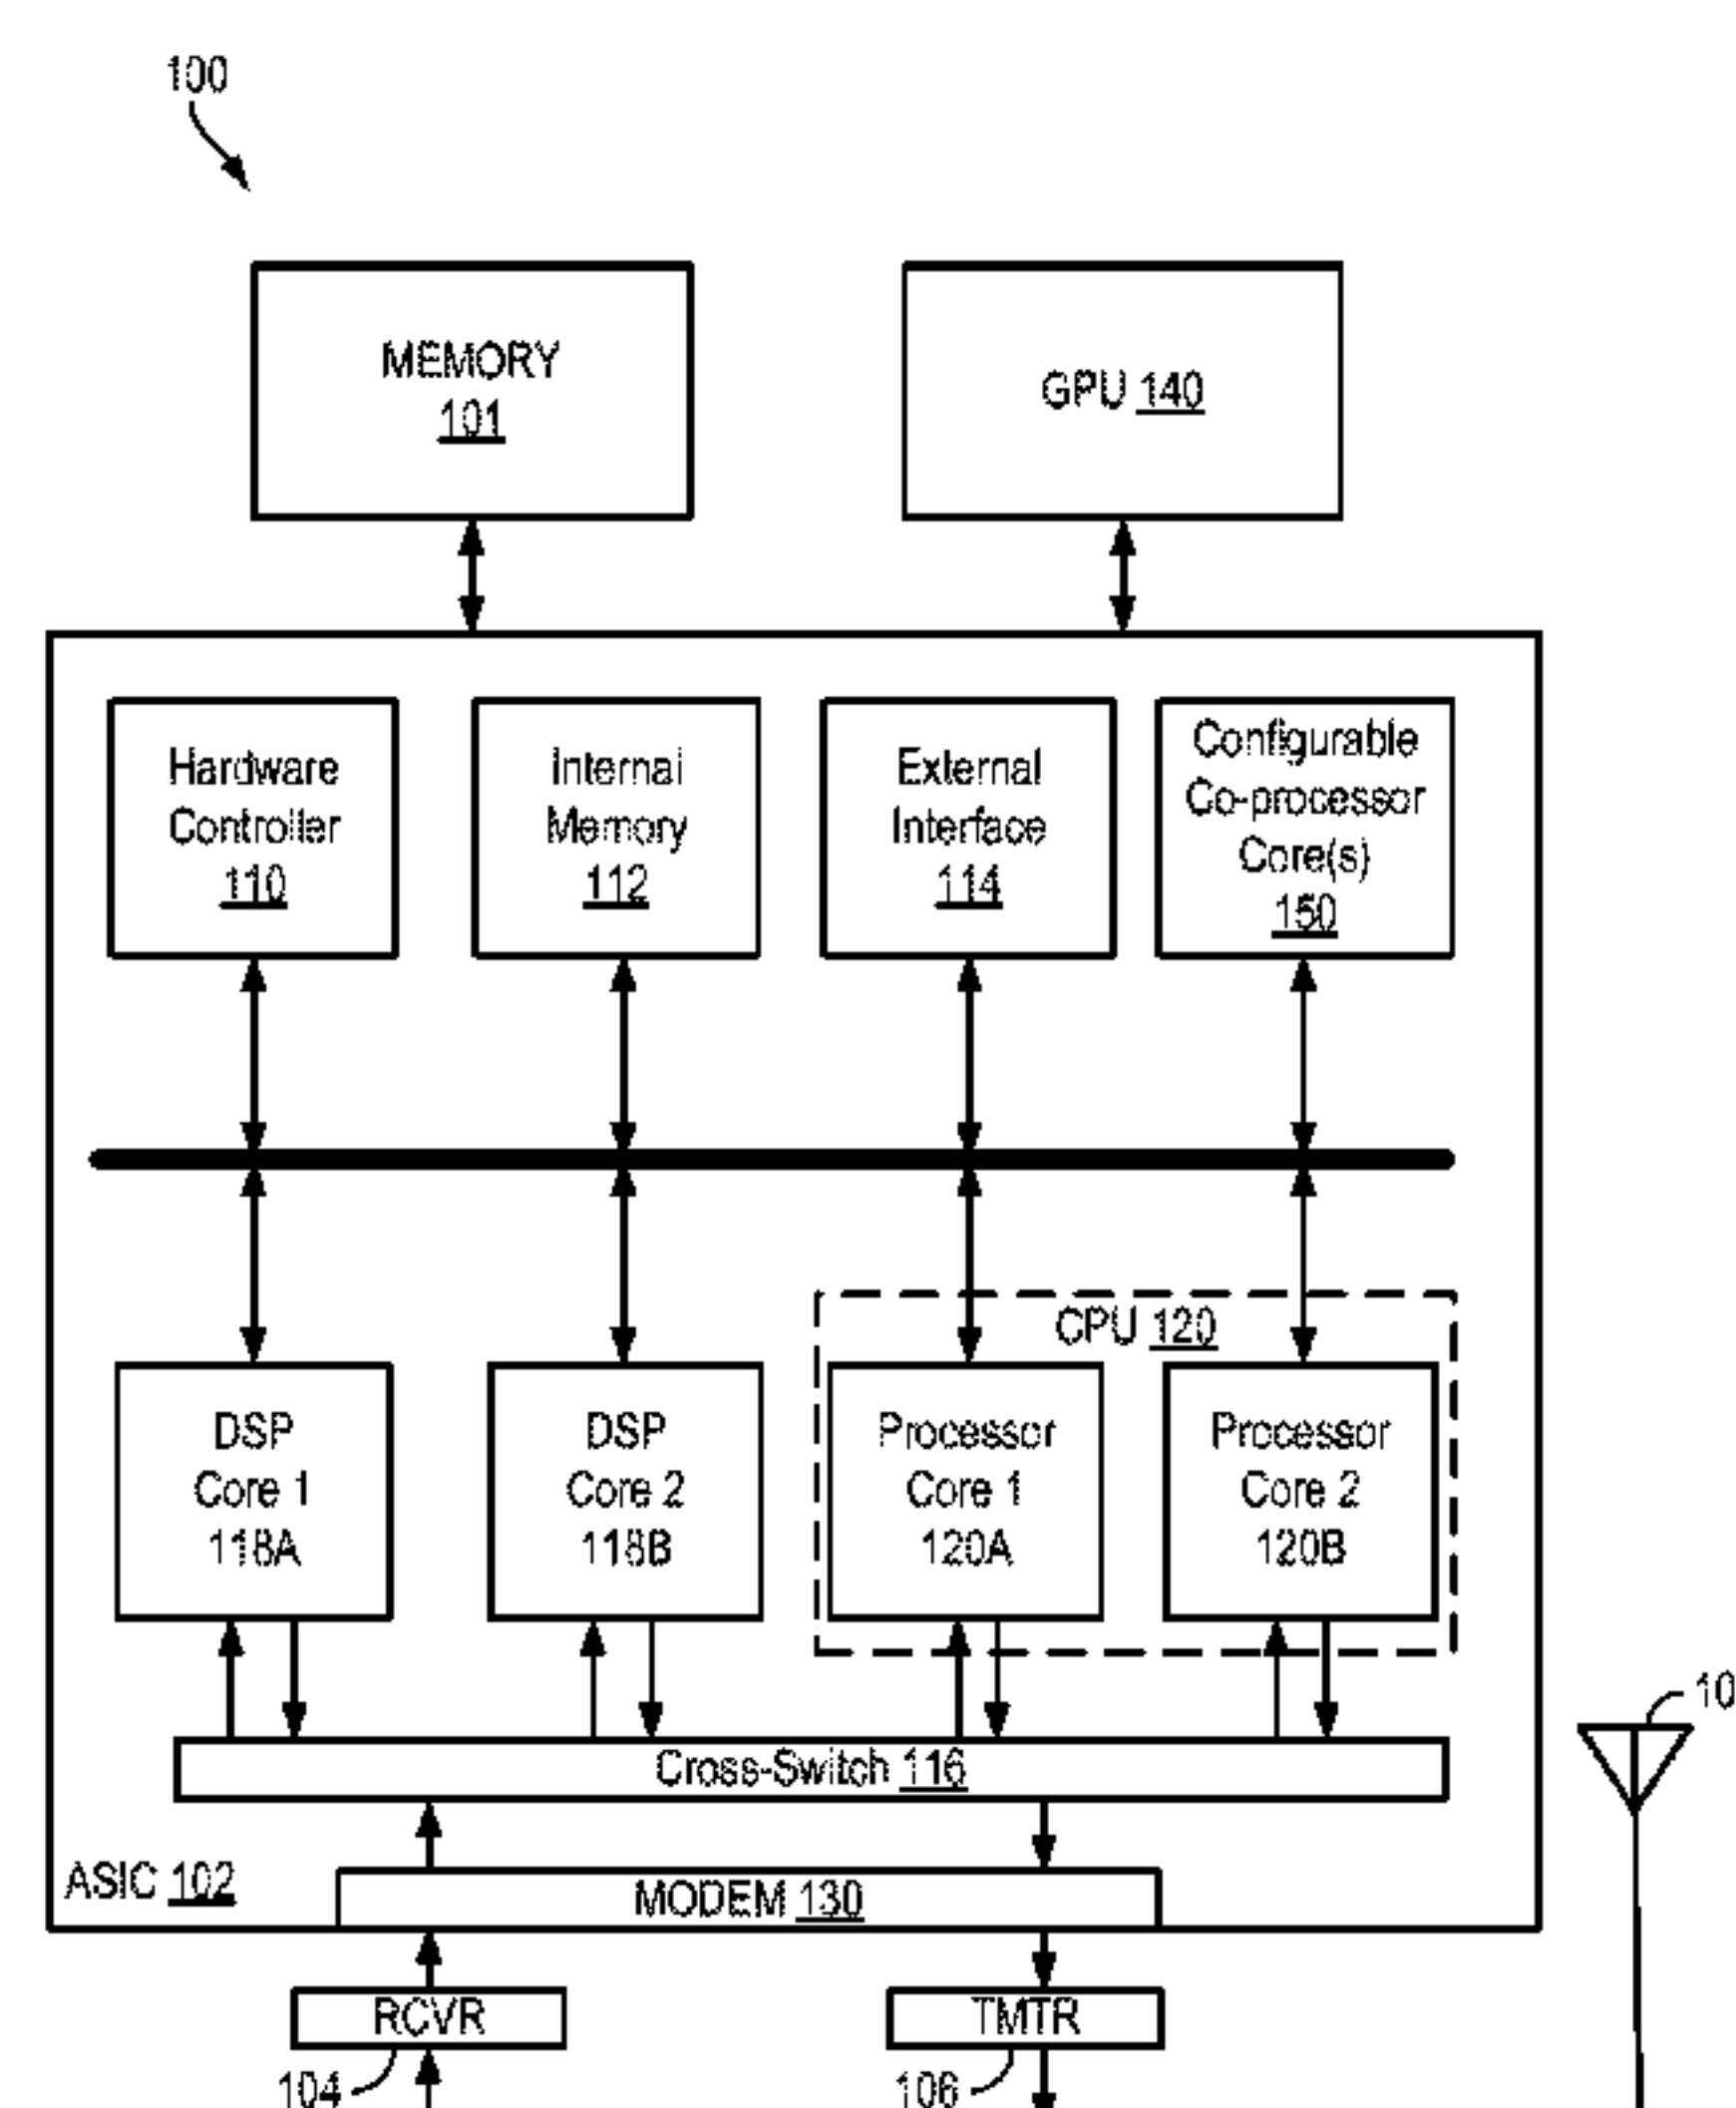 100
MEMORY
101
GPU 140
Hardware
Controller
110
Internal
Memory
112
External
Interface
114
Configurable
Co-processor
Core(s)
150
CPU 120
DSP
Core 1
118A
DSP
Core 2
118B
Processor
Core 1
120A
Processor
Core 2
120B
Cross-Switch 116
ASIC 102
MODEM 130
RCVR
TMTR
104
106
10